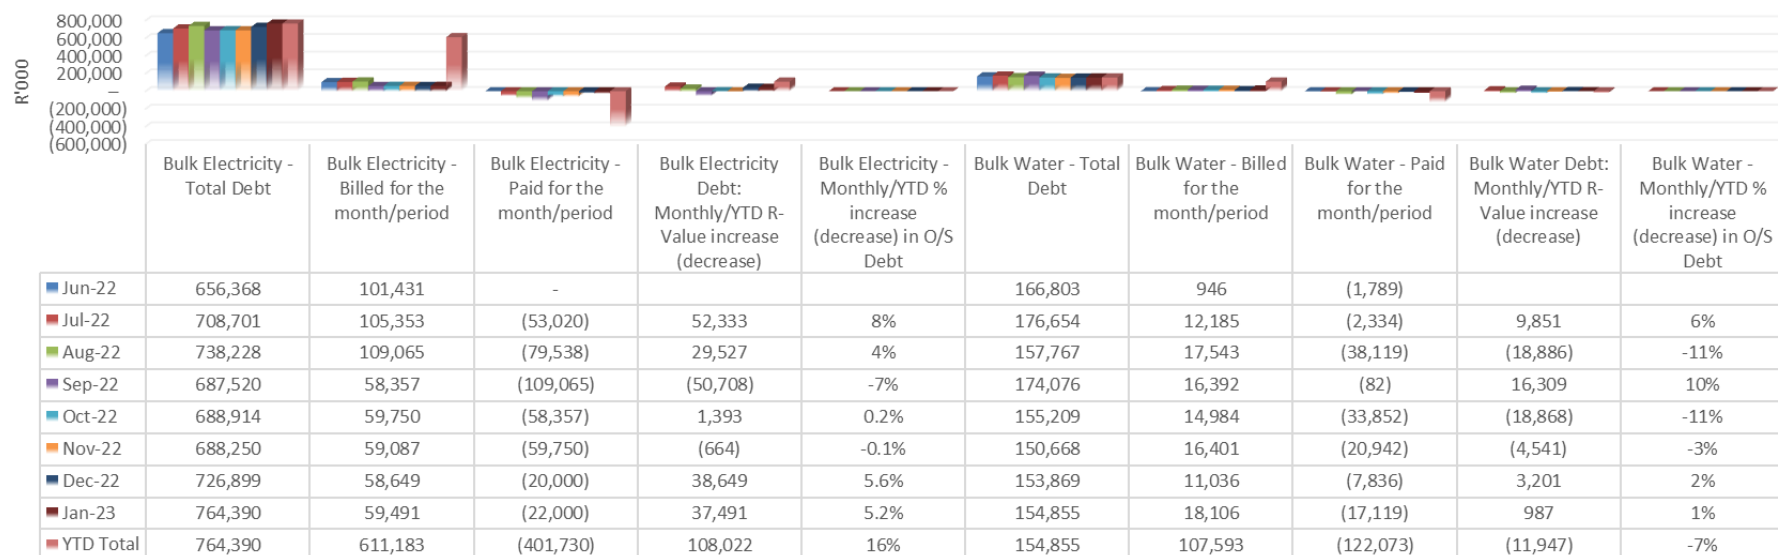 800,000
600,000
400,000
200,000
–
(200,000)
(400,000)
(600,000)
R'000
Bulk Electricity - Total Debt
Bulk Electricity - Billed for the month/period
Bulk Electricity - Paid for the month/period
Bulk Electricity Debt: Monthly/YTD R-Value increase (decrease)
Bulk Electricity - Monthly/YTD % increase (decrease) in O/S Debt
Bulk Water - Total Debt
Bulk Water - Billed for the month/period
Bulk Water - Paid for the month/period
Bulk Water Debt: Monthly/YTD R-Value increase (decrease)
Bulk Water - Monthly/YTD % increase (decrease) in O/S Debt
Jun-22 656,368 101,431 - 166,803 946 (1,789)
Jul-22 708,701 105,353 (53,020) 52,333 8% 176,654 12,185 (2,334) 9,851 6%
Aug-22 738,228 109,065 (79,538) 29,527 4% 157,767 17,543 (38,119) (18,886) -11%
Sep-22 687,520 58,357 (109,065) (50,708) -7% 174,076 16,392 (82) 16,309 10%
Oct-22 688,914 59,750 (58,357) 1,393 0.2% 155,209 14,984 (33,852) (18,868) -11%
Nov-22 688,250 59,087 (59,750) (664) -0.1% 150,668 16,401 (20,942) (4,541) -3%
Dec-22 726,899 58,649 (20,000) 38,649 5.6% 153,869 11,036 (7,836) 3,201 2%
Jan-23 764,390 59,491 (22,000) 37,491 5.2% 154,855 18,106 (17,119) 987 1%
YTD Total 764,390 611,183 (401,730) 108,022 16% 154,855 107,593 (122,073) (11,947) -7%